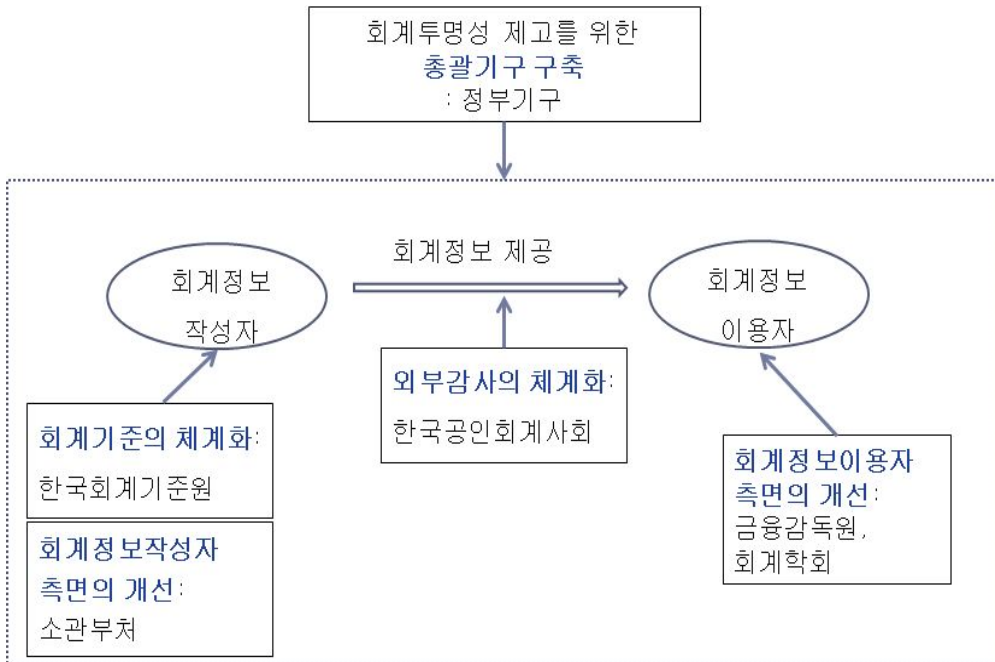 회계투명성 제고를 위한
총괄기구 구축
: 정부기구
회계정보 제공
회계정보
작성자
회계정보
이용자
외부감사의 체계화:
한국공인회계사회
회계기준의 체계화:
한국회계기준원
회계정보이용자
측면의 개선:
금융감독원,
회계학회
회계정보작성자
측면의 개선:
소관부처